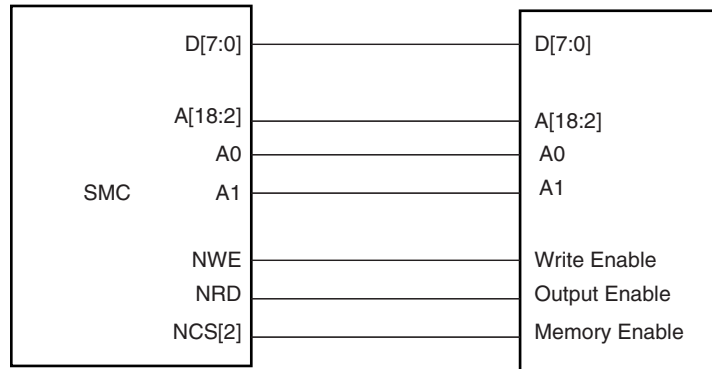 D[7:0] D[7:0]
A[18:2] A[18:2]
A0 A0
SMC A1 A1
NWE Write Enable
NRD Output Enable
NCS[2] Memory Enable